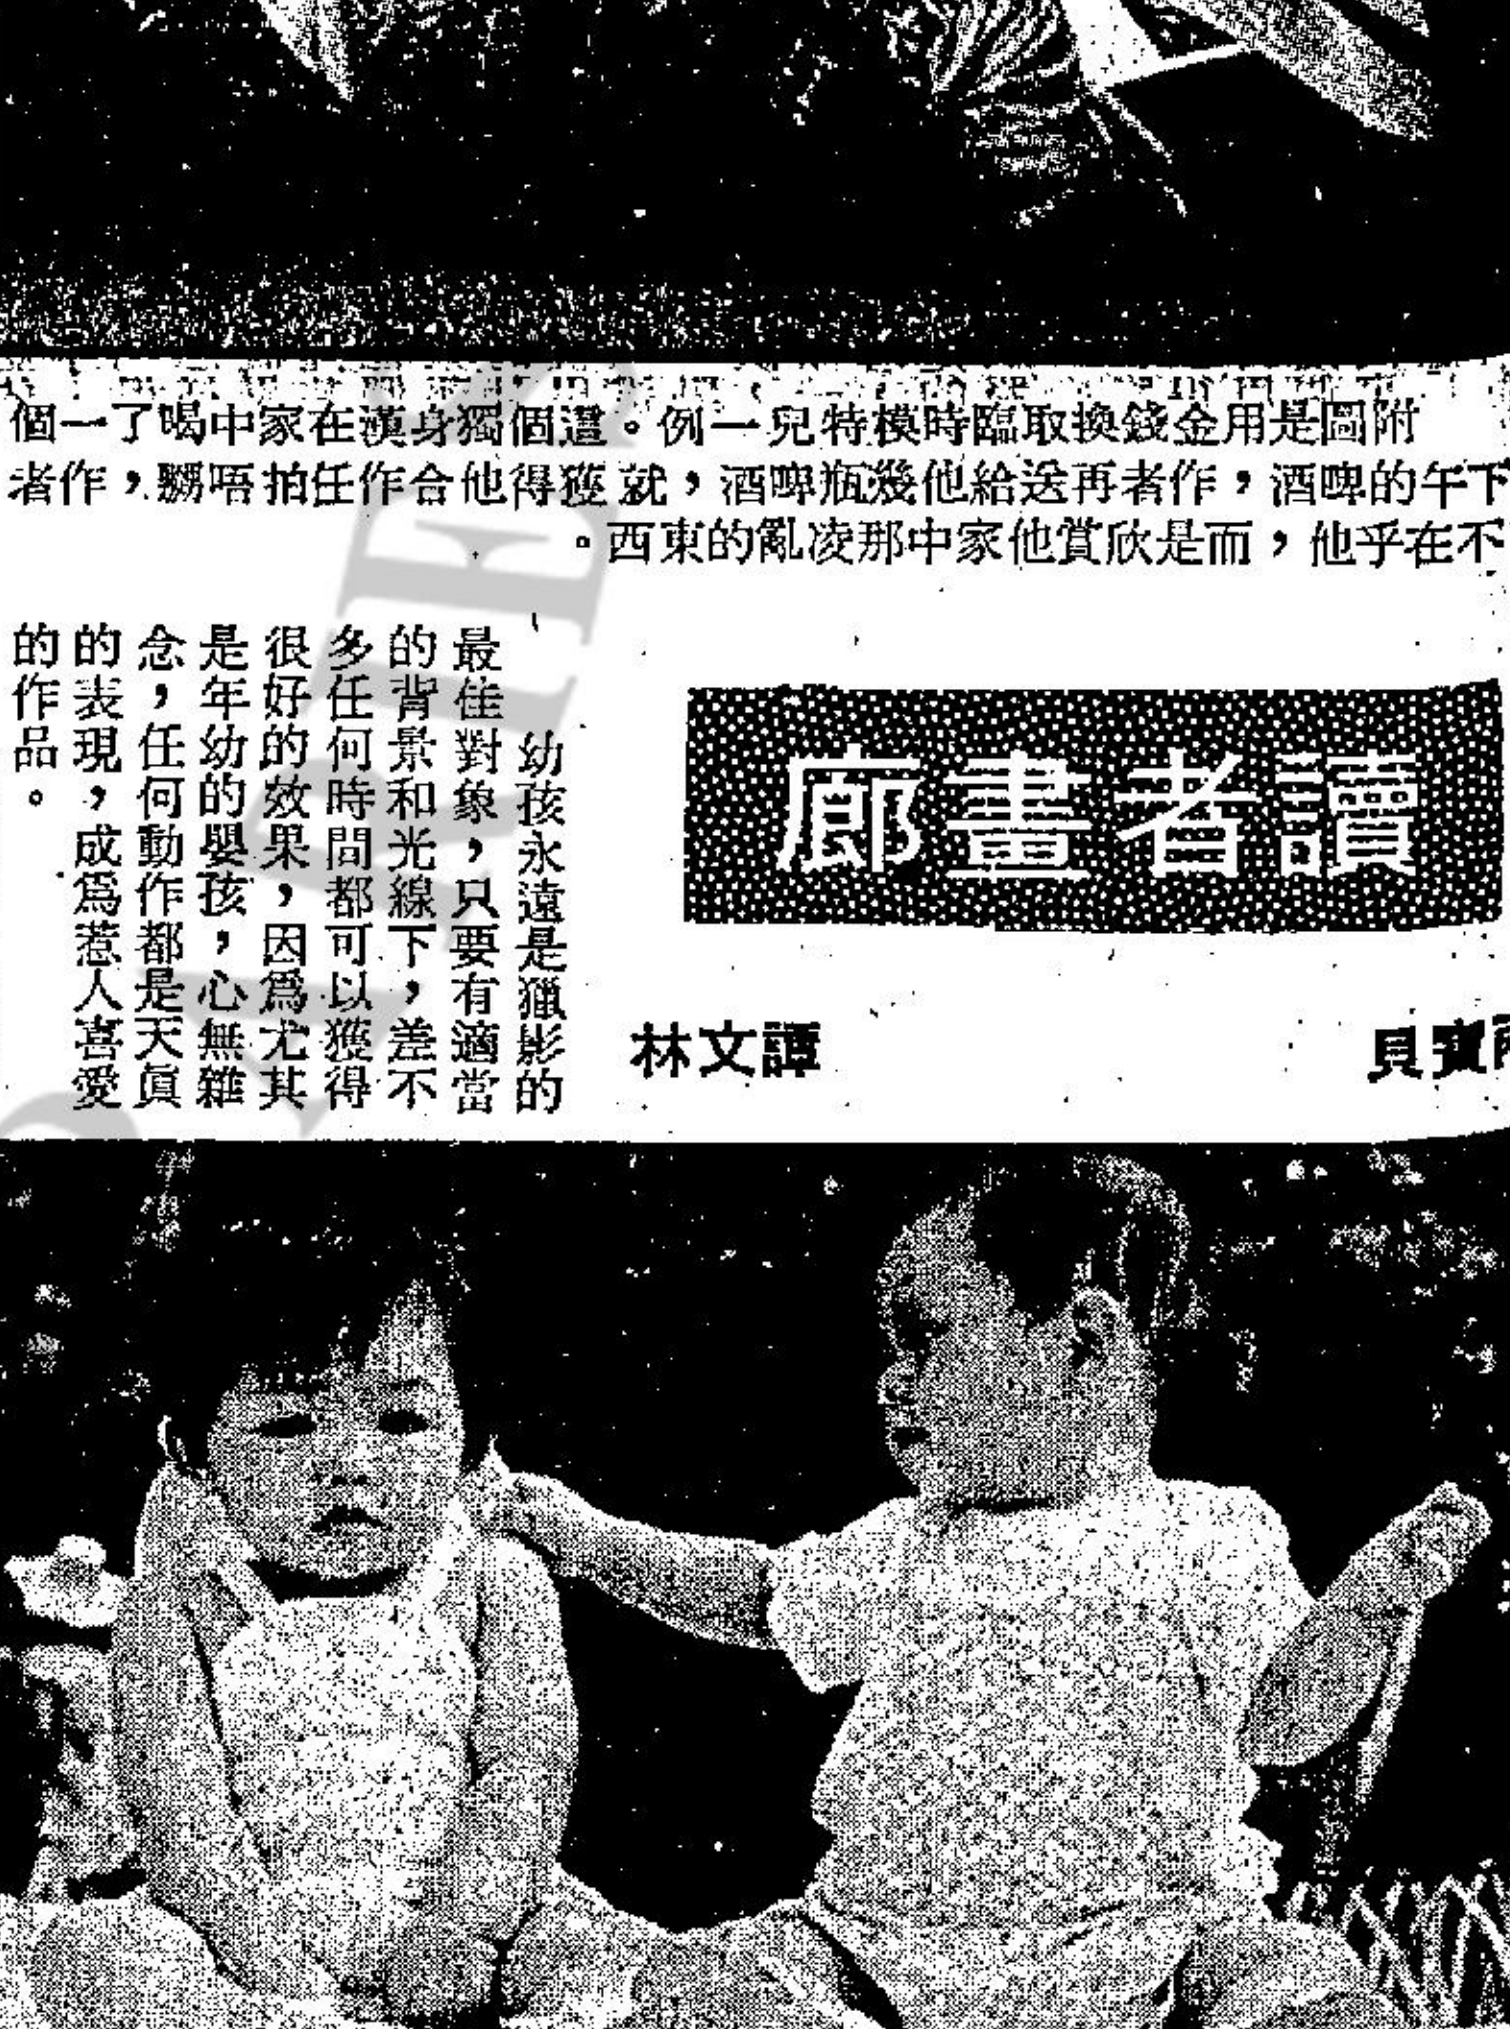 附圖是用金錢換取臨時模特兒一例。這個獨身漢在家中喝了一個
下午的啤酒,作者再送給他幾瓶啤酒,就獲得他合作任拍唔嬲,作者
不在乎他,而是欣賞他家中那凌亂的東西。
讀者畫廊
寶貝
譚文林
幼孩永遠是獵影的
最佳對象,只要有適當
的背景和光線下,差不
多任何時間都可以獲得
很好的效果,因爲尤其
是年幼的嬰孩,心無雜
念,任何動作都是天眞
的表現,成爲惹人喜愛
的作品。